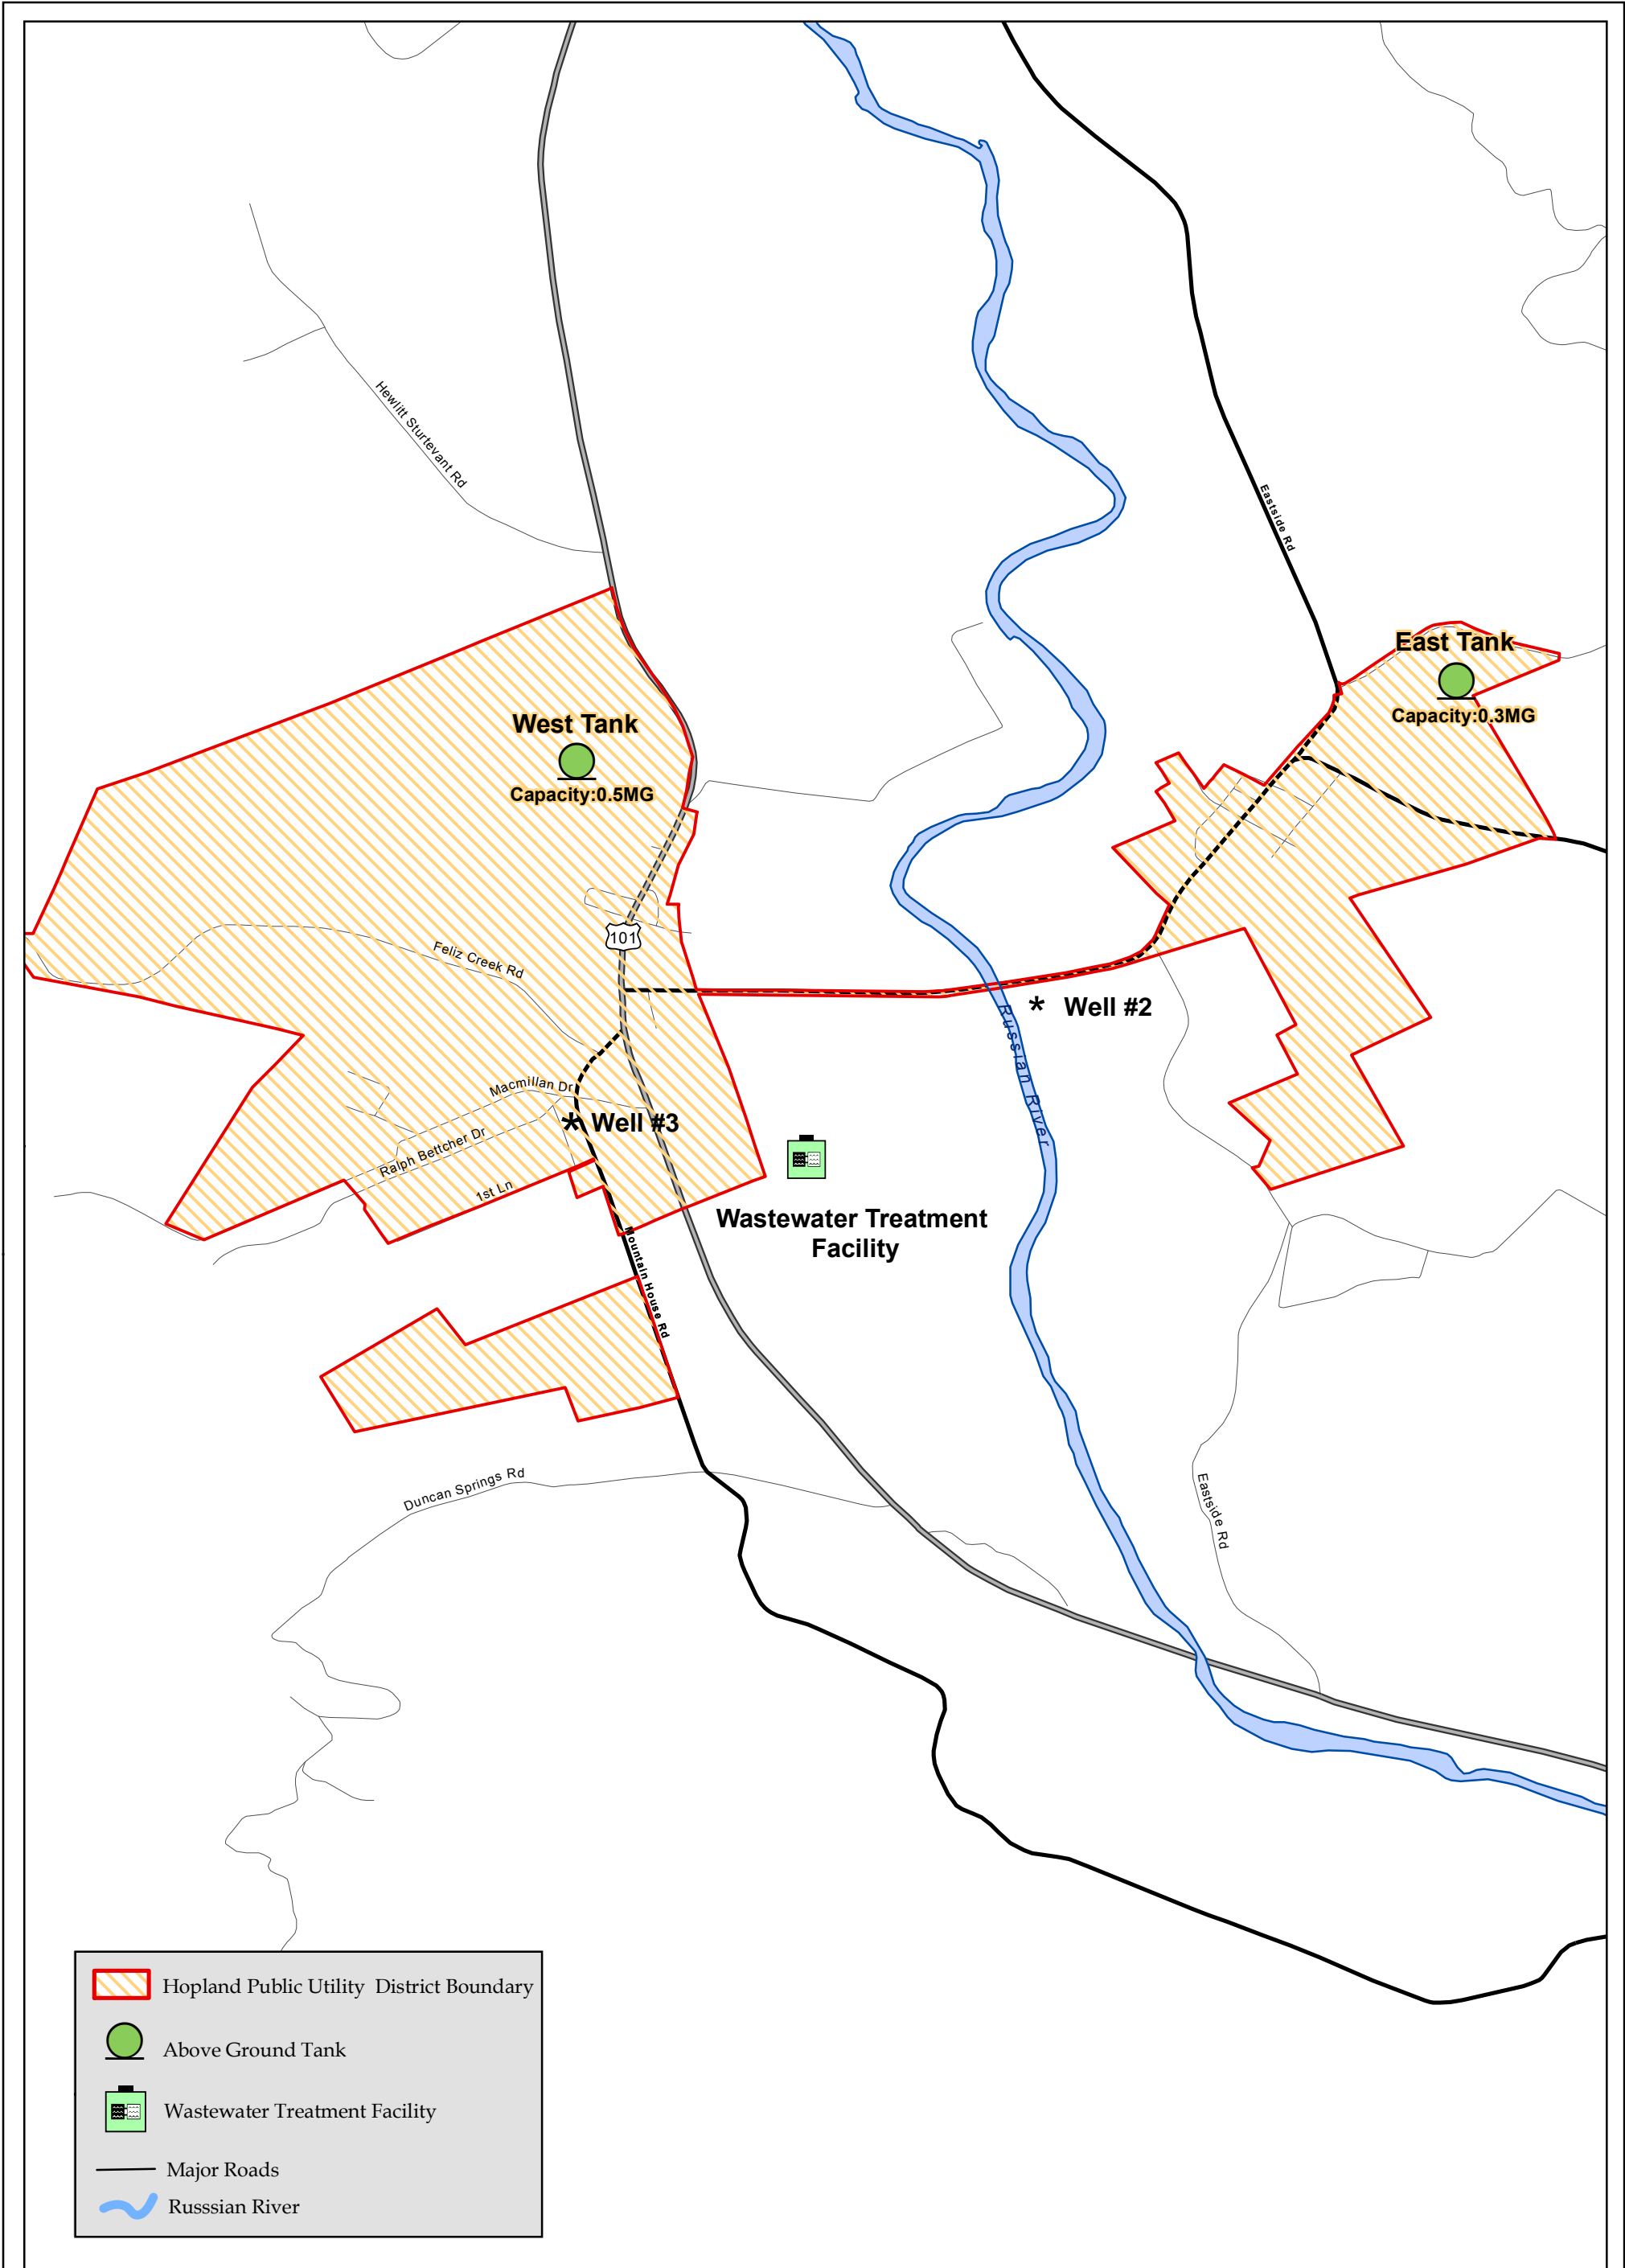 Hewlitt Sturtevant Rd
Eastside Rd
East Tank
Capacity:0.3MG
West Tank
Capacity:0.5MG
101
Feliz Creek Rd
Well #2
Russian River
Macmillan Dr
Well #3
Ralph Bettcher Dr
1st Ln
Wastewater Treatment
Facility
Mountain House Rd
Duncan Springs Rd
Eastside Rd
Hopland Public Utility District Boundary
Above Ground Tank
Wastewater Treatment Facility
Major Roads
Russsian River